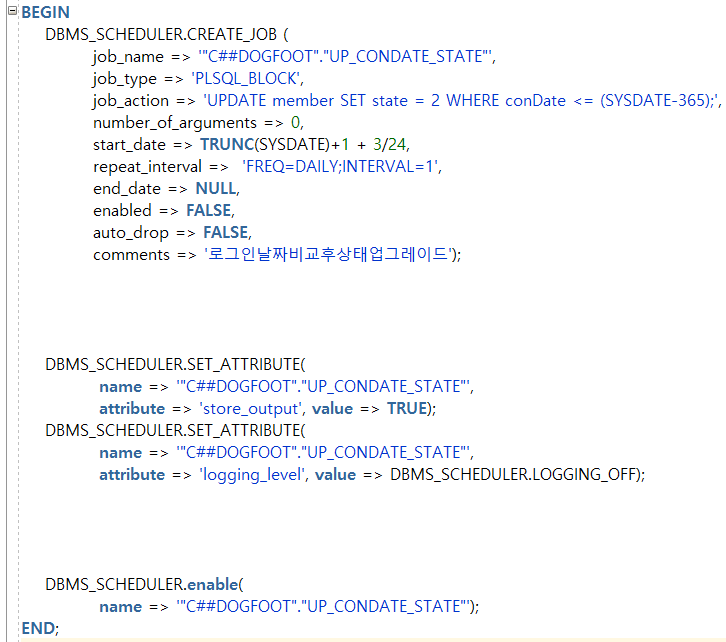 BEGIN
DBMS_SCHEDULER.CREATE_JOB (
job_name => '"C##DOGFOOT"."UP_CONDATE_STATE"',
job_type => 'PLSQL_BLOCK',
job_action => 'UPDATE member SET state = 2 WHERE conDate <= (SYSDATE-365);',
number_of_arguments => 0,
start_date => TRUNC(SYSDATE)+1 + 3/24,
repeat_interval => 'FREQ=DAILY;INTERVAL=1',
end_date => NULL,
enabled => FALSE,
auto_drop => FALSE,
comments => '로그인날짜비교후상태업그레이드');
DBMS_SCHEDULER.SET_ATTRIBUTE(
name => '"C##DOGFOOT"."UP_CONDATE_STATE"',
attribute => 'store_output', value => TRUE);
DBMS_SCHEDULER.SET_ATTRIBUTE(
name => '"C##DOGFOOT"."UP_CONDATE_STATE"',
attribute => 'logging_level', value => DBMS_SCHEDULER.LOGGING_OFF);
DBMS_SCHEDULER.enable(
name => '"C##DOGFOOT"."UP_CONDATE_STATE"');
END;